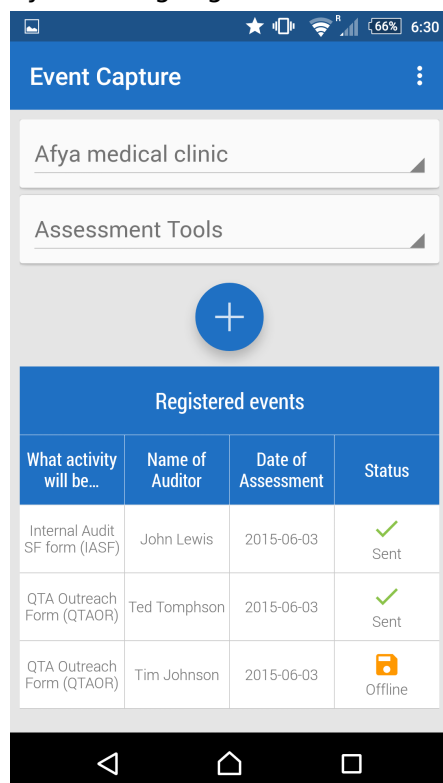 R 66% 6:30
Event Capture
Afya medical clinic
Assessment Tools
Registered events
What activity will be... Name of Auditor Date of Assessment Status
Internal Audit SF form (IASF) John Lewis 2015-06-03 Sent
QTA Outreach Form (QTAOR) Ted Tomphson 2015-06-03 Sent
QTA Outreach Form (QTAOR) Tim Johnson 2015-06-03 Offline